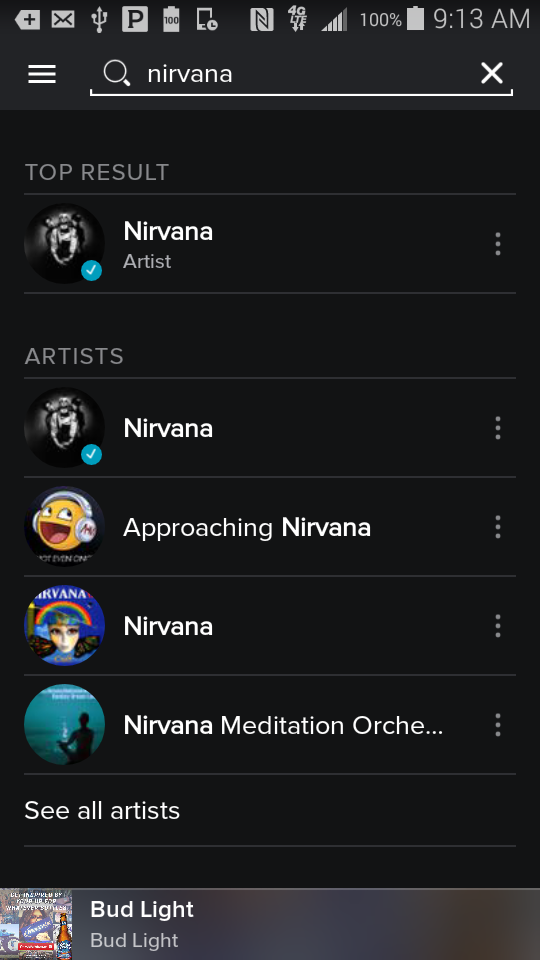 100% 9:13 AM
nirvana
TOP RESULT
Nirvana
Artist
ARTISTS
Nirvana
Approaching Nirvana
Nirvana
Nirvana Meditation Orche...
See all artists
Bud Light
Bud Light